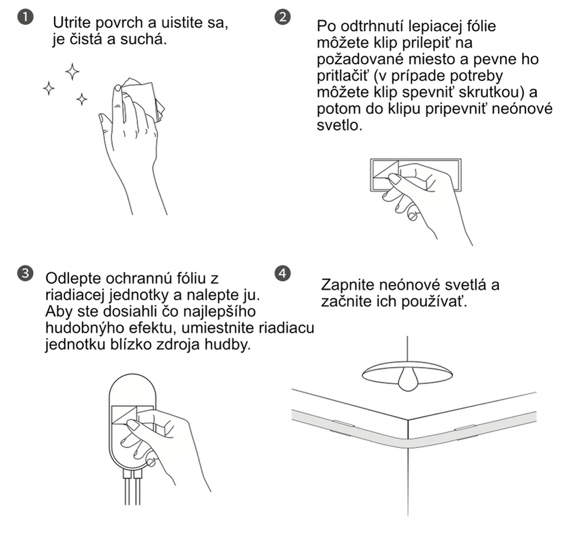 1 Utrite povrch a uistite sa,
je čistá a suchá.
2 Po odtrhnutí lepiacej fólie
môžete klip prilepiť na
požadované miesto a pevne ho
pritlačiť (v prípade potreby
môžete klip spevniť skrutkou) a
potom do klipu pripevniť neónové
svetlo.
3 Odlepte ochrannú fóliu z
riadiacej jednotky a nalepte ju.
Aby ste dosiahli čo najlepšího
hudobnýho efektu, umiestnite riadiacu
jednotku blízko zdroja hudby.
4 Zapnite neónové svetlá a
začnite ich používať.